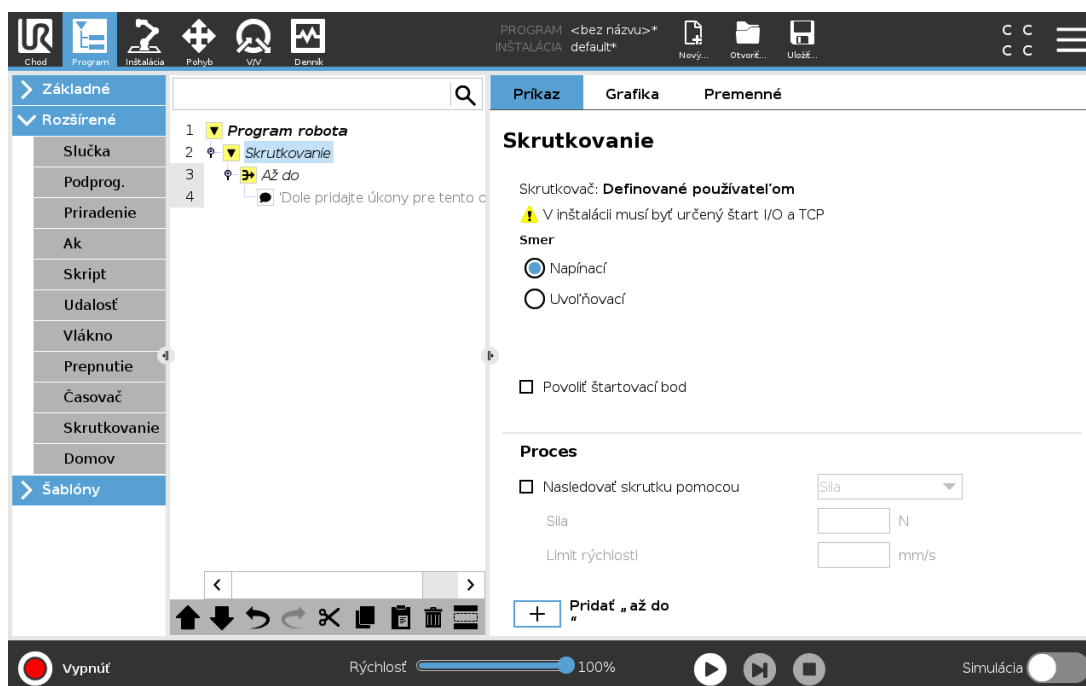 PROGRAM <bez názvu>*
INŠTALÁCIA default*
Chod
Program
Inštalácia
Pohyb
V/V
Denník
Nový...
Otvoriť...
Uložiť...
C C
C C
Základné
Rozšírené
Slučka
Podprog.
Priradenie
Ak
Skript
Udalosť
Vlákno
Prepnutie
Časovač
Skrutkovanie
Domov
Šablóny
1 Program robota
2 Skrutkovanie
3 Až do
4 'Dole pridajte úkony pre tento o
Príkaz
Grafika
Premenné
Skrutkovanie
Skrutkovač: Definované používateľom
V inštalácii musí byť určený štart I/O a TCP
Smer
Napínací
Uvoľňovací
Povoliť štartovací bod
Proces
Nasledovať skrutku pomocou
Sila
Sila
N
Limit rýchlosti
mm/s
Pridať „až do
“
Vypnúť
Rýchlosť
100%
Simulácia